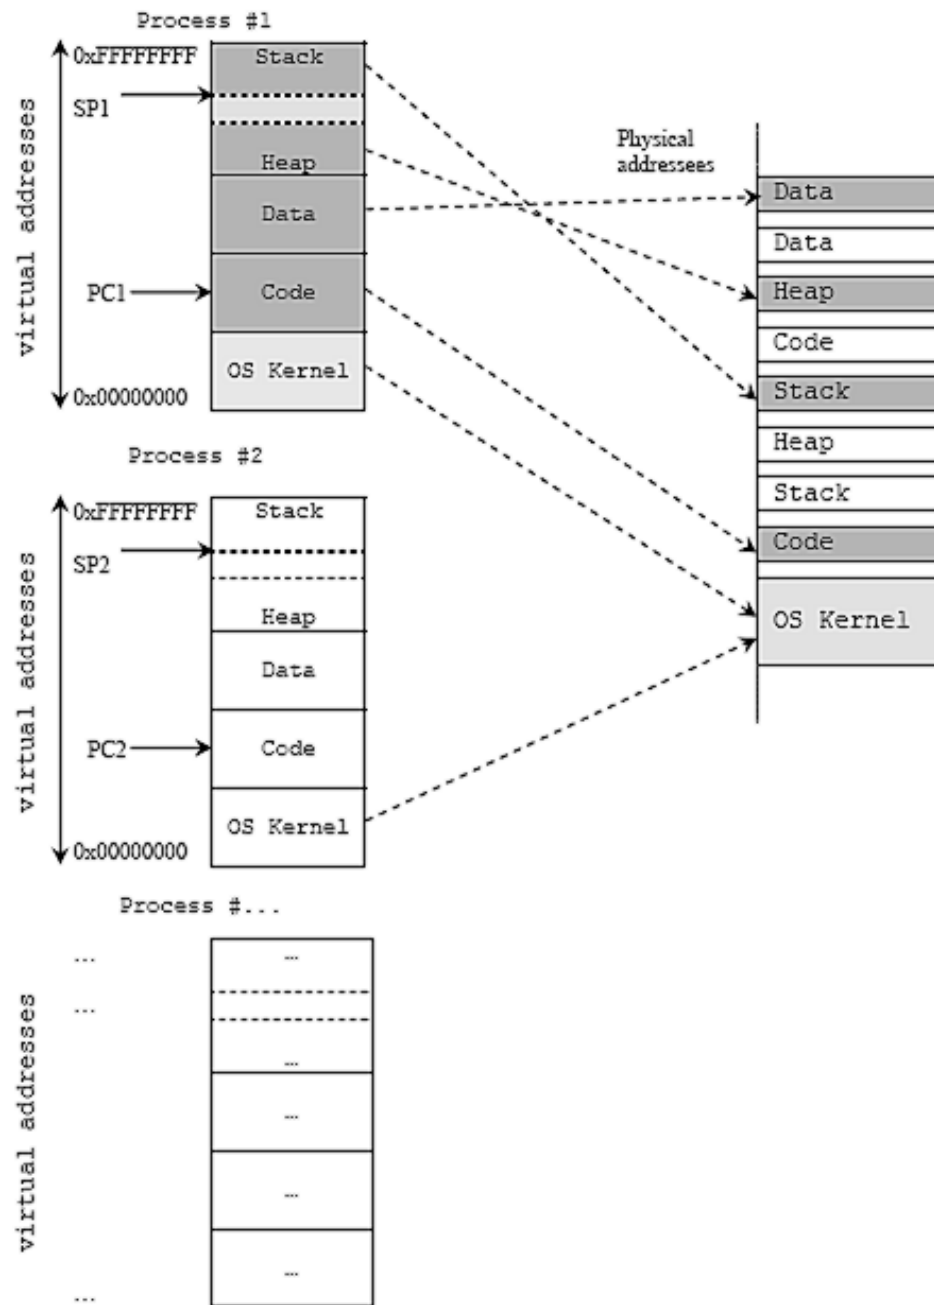 Process #1
0xFFFFFFFF
Stack
SP1
Heap
Data
PC1
Code
OS Kernel
0x00000000
virtual addresses
Physical
addressees
Data
Data
Heap
Code
Stack
Heap
Stack
Code
OS Kernel
Process #2
0xFFFFFFFF
Stack
SP2
Heap
Data
PC2
Code
OS Kernel
0x00000000
virtual addresses
Process #...
... ...
...
...
...
...
...
...
virtual addresses